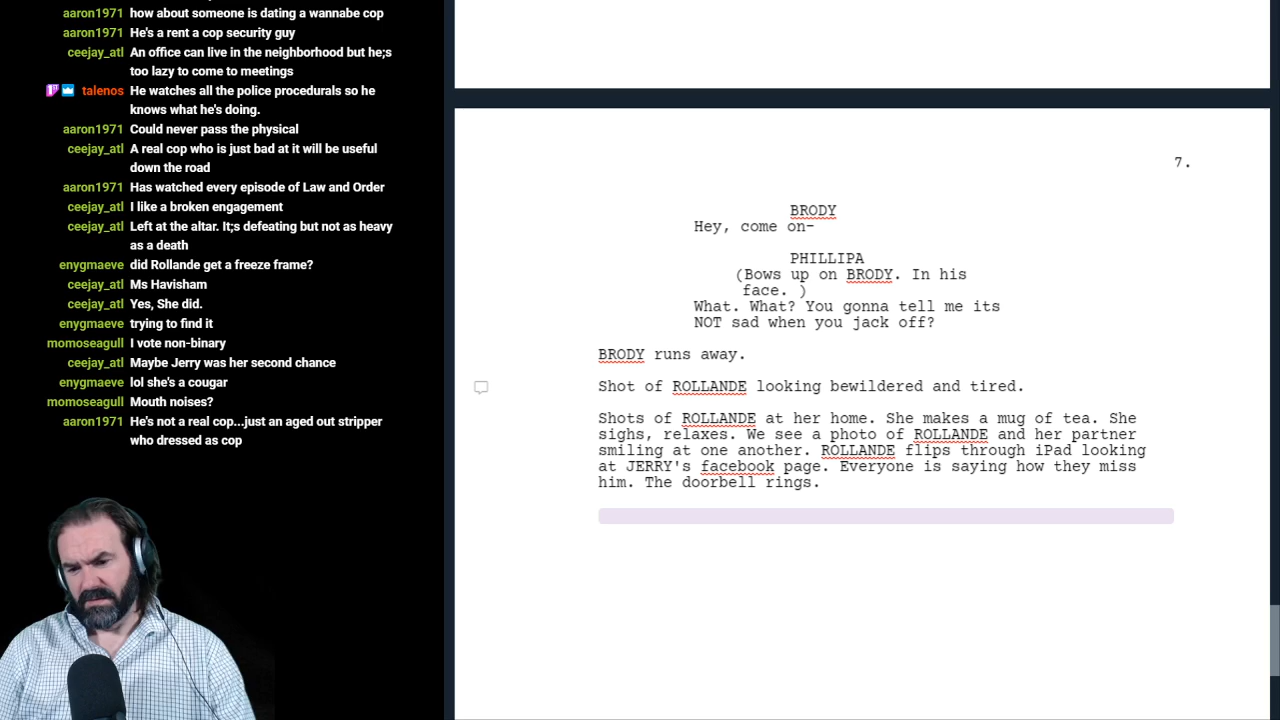 aaron1971 how about someone is dating a wannabe cop
aaron1971 He's a rent a cop security guy
ceejay_atl An office can live in the neighborhood but he;s
too lazy to come to meetings
talenos He watches all the police procedurals so he
knows what he's doing.
aaron1971 Could never pass the physical
ceejay_atl A real cop who is just bad at it will be useful
down the road
aaron1971 Has watched every episode of Law and Order
ceejay_atl I like a broken engagement
ceejay_atl Left at the altar. It;s defeating but not as heavy
as a death
enygmaeve did Rollande get a freeze frame?
ceejay_atl Ms Havisham
ceejay_atl Yes, She did.
enygmaeve trying to find it
momoseagull I vote non-binary
ceejay_atl Maybe Jerry was her second chance
enygmaeve lol she's a cougar
momoseagull Mouth noises?
aaron1971 He's not a real cop...just an aged out stripper
who dressed as cop
7.
BRODY
Hey, come on-
PHILLIPA
(Bows up on BRODY. In his
face. )
What. What? You gonna tell me its
NOT sad when you jack off?
BRODY runs away.
Shot of ROLLANDE looking bewildered and tired.
Shots of ROLLANDE at her home. She makes a mug of tea. She
sighs, relaxes. We see a photo of ROLLANDE and her partner
smiling at one another. ROLLANDE flips through iPad looking
at JERRY's facebook page. Everyone is saying how they miss
him. The doorbell rings.